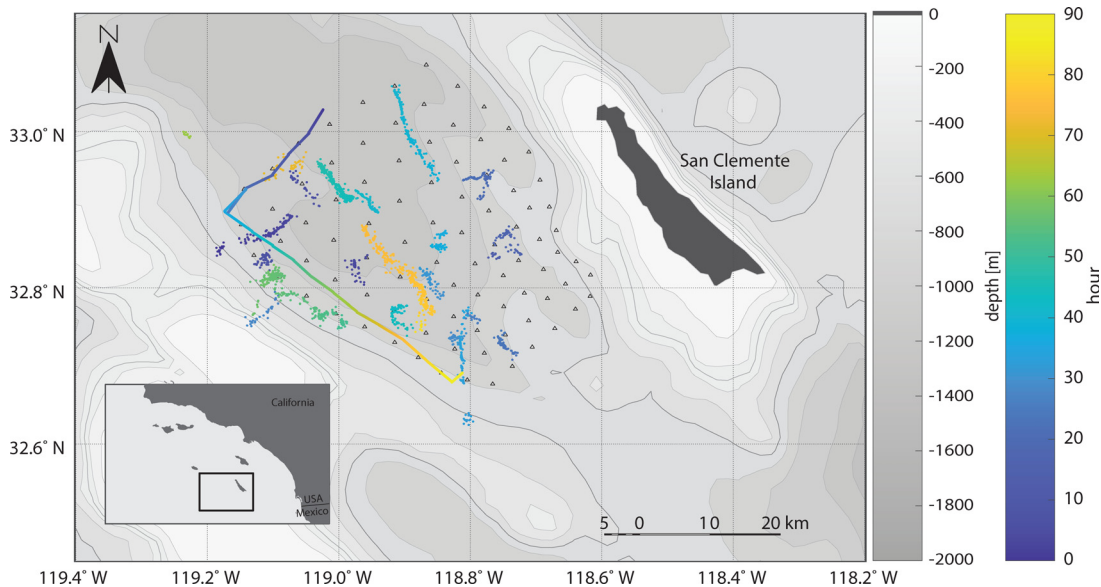 N
33.0° N
32.8° N
32.6° N
119.4° W
119.2° W
119.0° W
118.8° W
118.6° W
118.4° W
118.2° W
San Clemente
Island
California
USA
Mexico
5 0 10 20 km
0
-200
-400
-600
-800
-1000
-1200
-1400
-1600
-1800
-2000
depth [m]
90
80
70
60
50
40
30
20
10
0
hour